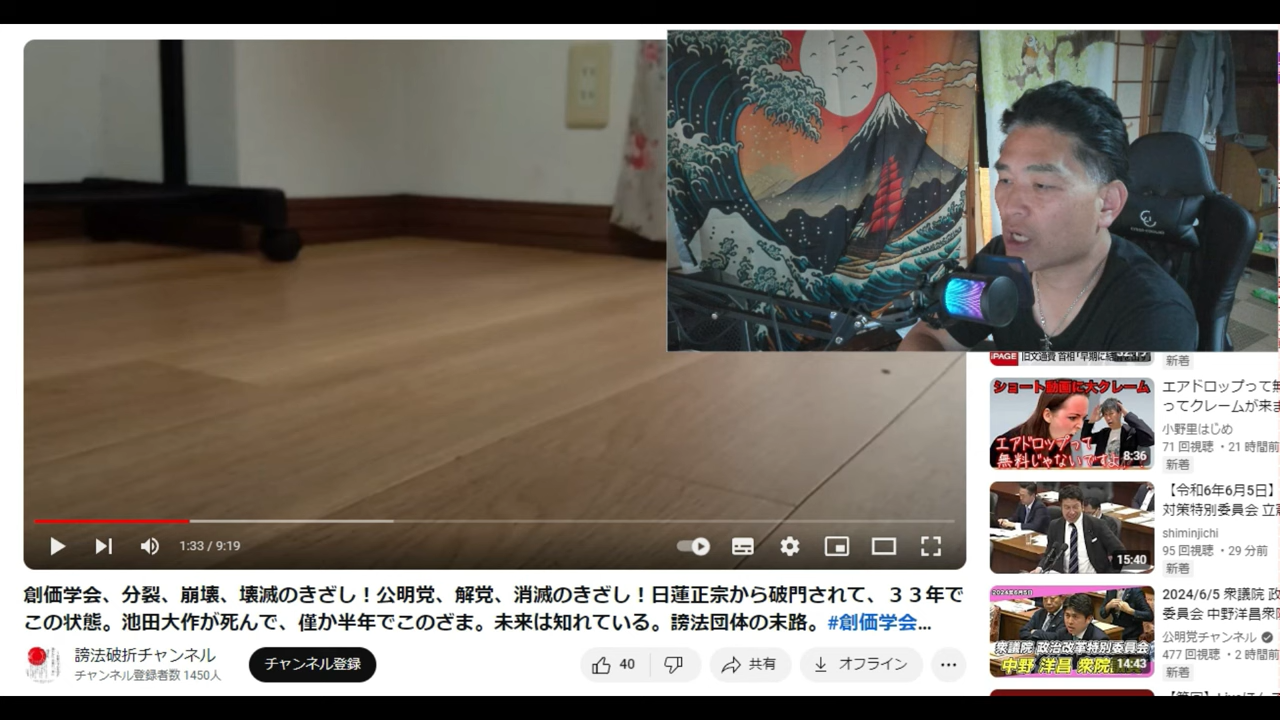 1:33 / 9:19
創価学会、分裂、崩壊、壊滅のきざし！公明党、解党、消滅のきざし！日蓮正宗から破門されて、３３年で
この状態。池田大作が死んで、僅か半年でこのざま。未来は知れている。謗法団体の末路。#創価学会...
謗法破折チャンネル
チャンネル登録者数 1450人
チャンネル登録
40
共有
オフライン
新着
ショート動画に大クレーム
エアドロップって
無料じゃないですよ
8:36
エアドロップって無
ってクレームが来ま
小野里はじめ
71 回視聴 ・21 時間前
新着
15:40
【令和6年6月5日】
対策特別委員会 立憲
shiminjichi
95 回視聴 ・29 分前
新着
2024年6月5日
衆議院 政治改革特別委員会
中野 洋昌 衆院
14:43
2024/6/5 衆議院 政
委員会 中野洋昌衆
公明党チャンネル
477 回視聴 ・2 時間前
新着